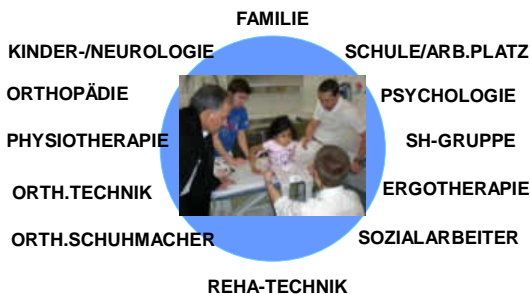 FAMILIE
KINDER-/NEUROLOGIE
SCHULE/ARB.PLATZ
ORTHOPÄDIE
PSYCHOLOGIE
PHYSIOTHERAPIE
SH-GRUPPE
ORTH.TECHNIK
ERGOTHERAPIE
ORTH.SCHUHMACHER
SOZIALARBEITER
REHA-TECHNIK